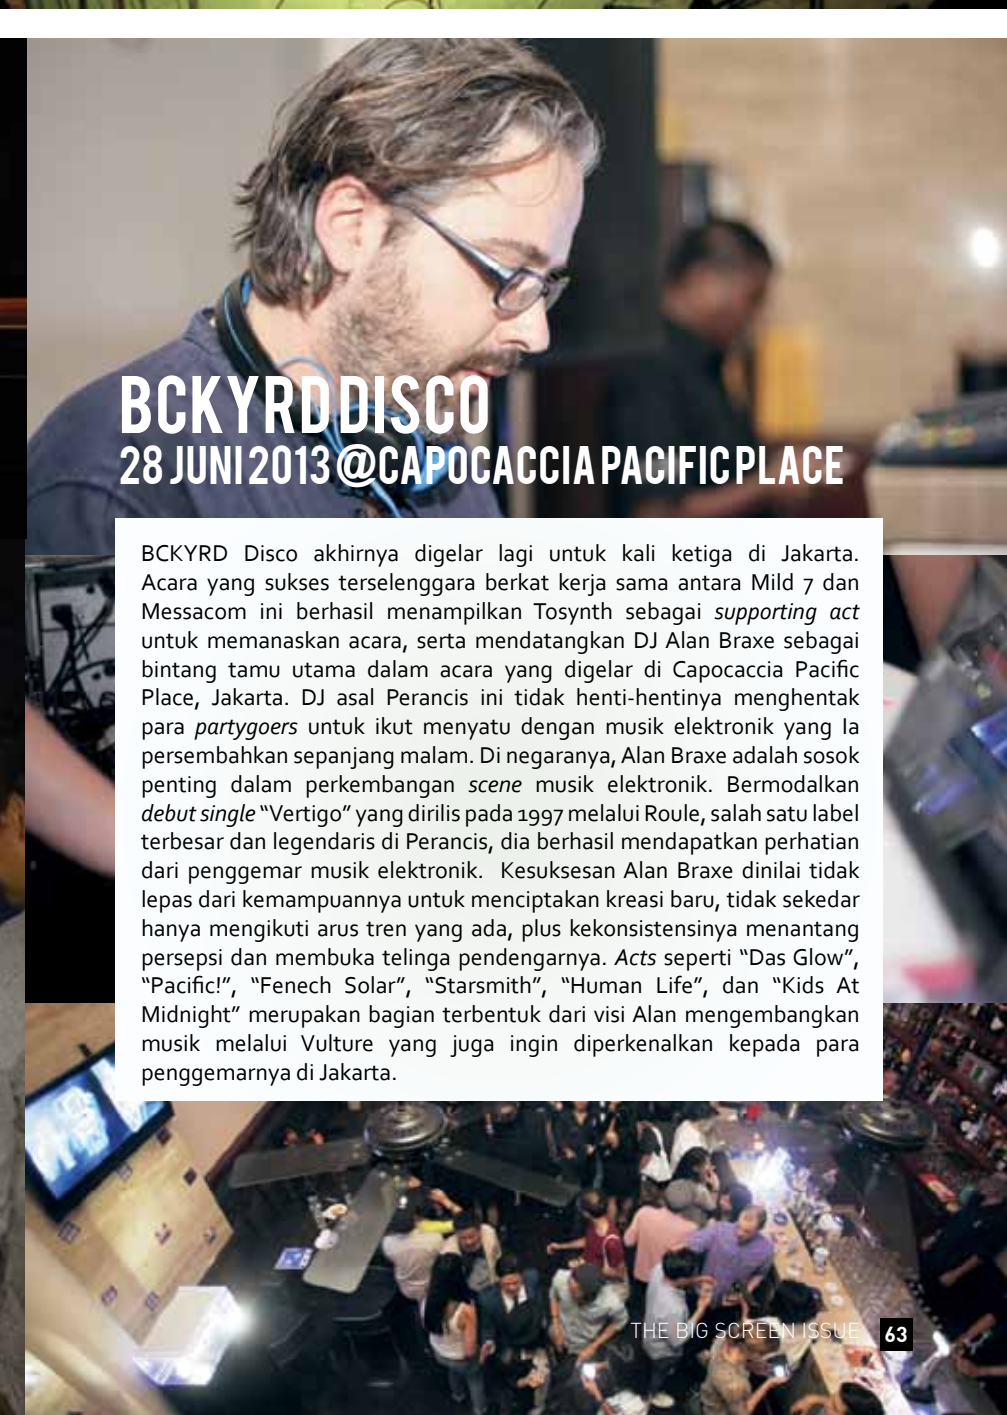 BCKYRD DISCO
28 JUNI 2013 @CAPOCACCIA PACIFIC PLACE
BCKYRD Disco akhirnya digelar lagi untuk kali ketiga di Jakarta.
Acara yang sukses terselenggara berkat kerja sama antara Mild 7 dan
Messacom ini berhasil menampilkan Tosynth sebagai supporting act
untuk memanaskan acara, serta mendatangkan DJ Alan Braxe sebagai
bintang tamu utama dalam acara yang digelar di Capocaccia Pacific
Place, Jakarta. DJ asal Perancis ini tidak henti-hentinya menghentak
para partygoers untuk ikut menyatu dengan musik elektronik yang Ia
persembahkan sepanjang malam. Di negaranya, Alan Braxe adalah sosok
penting dalam perkembangan scene musik elektronik. Bermodalkan
debut single “Vertigo” yang dirilis pada 1997 melalui Roule, salah satu label
terbesar dan legendaris di Perancis, dia berhasil mendapatkan perhatian
dari penggemar musik elektronik.  Kesuksesan Alan Braxe dinilai tidak
lepas dari kemampuannya untuk menciptakan kreasi baru, tidak sekedar
hanya mengikuti arus tren yang ada, plus kekonsistensinya menantang
persepsi dan membuka telinga pendengarnya. Acts seperti “Das Glow”,
“Pacific!”, “Fenech Solar”, “Starsmith”, “Human Life”, dan “Kids At
Midnight” merupakan bagian terbentuk dari visi Alan mengembangkan
musik melalui Vulture yang juga ingin diperkenalkan kepada para
penggemarnya di Jakarta.
THE BIG SCREEN ISSUE 63